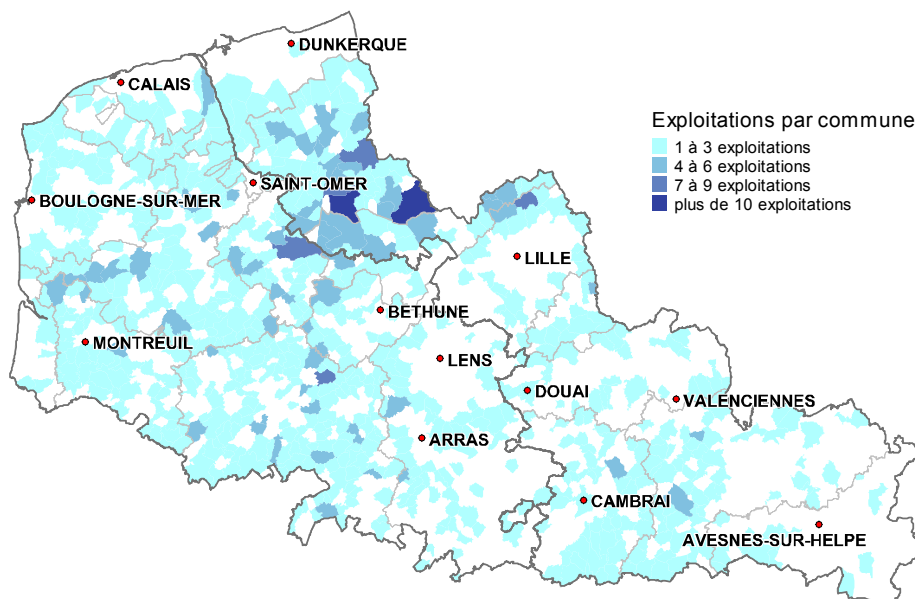 DUNKERQUE
CALAIS
Exploitations par commune
1 à 3 exploitations
4 à 6 exploitations
7 à 9 exploitations
plus de 10 exploitations
SAINT-OMER
BOULOGNE-SUR-MER
LILLE
BETHUNE
MONTREUIL
LENS
DOUAI
VALENCIENNES
ARRAS
CAMBRAI
AVESNES-SUR-HELPE